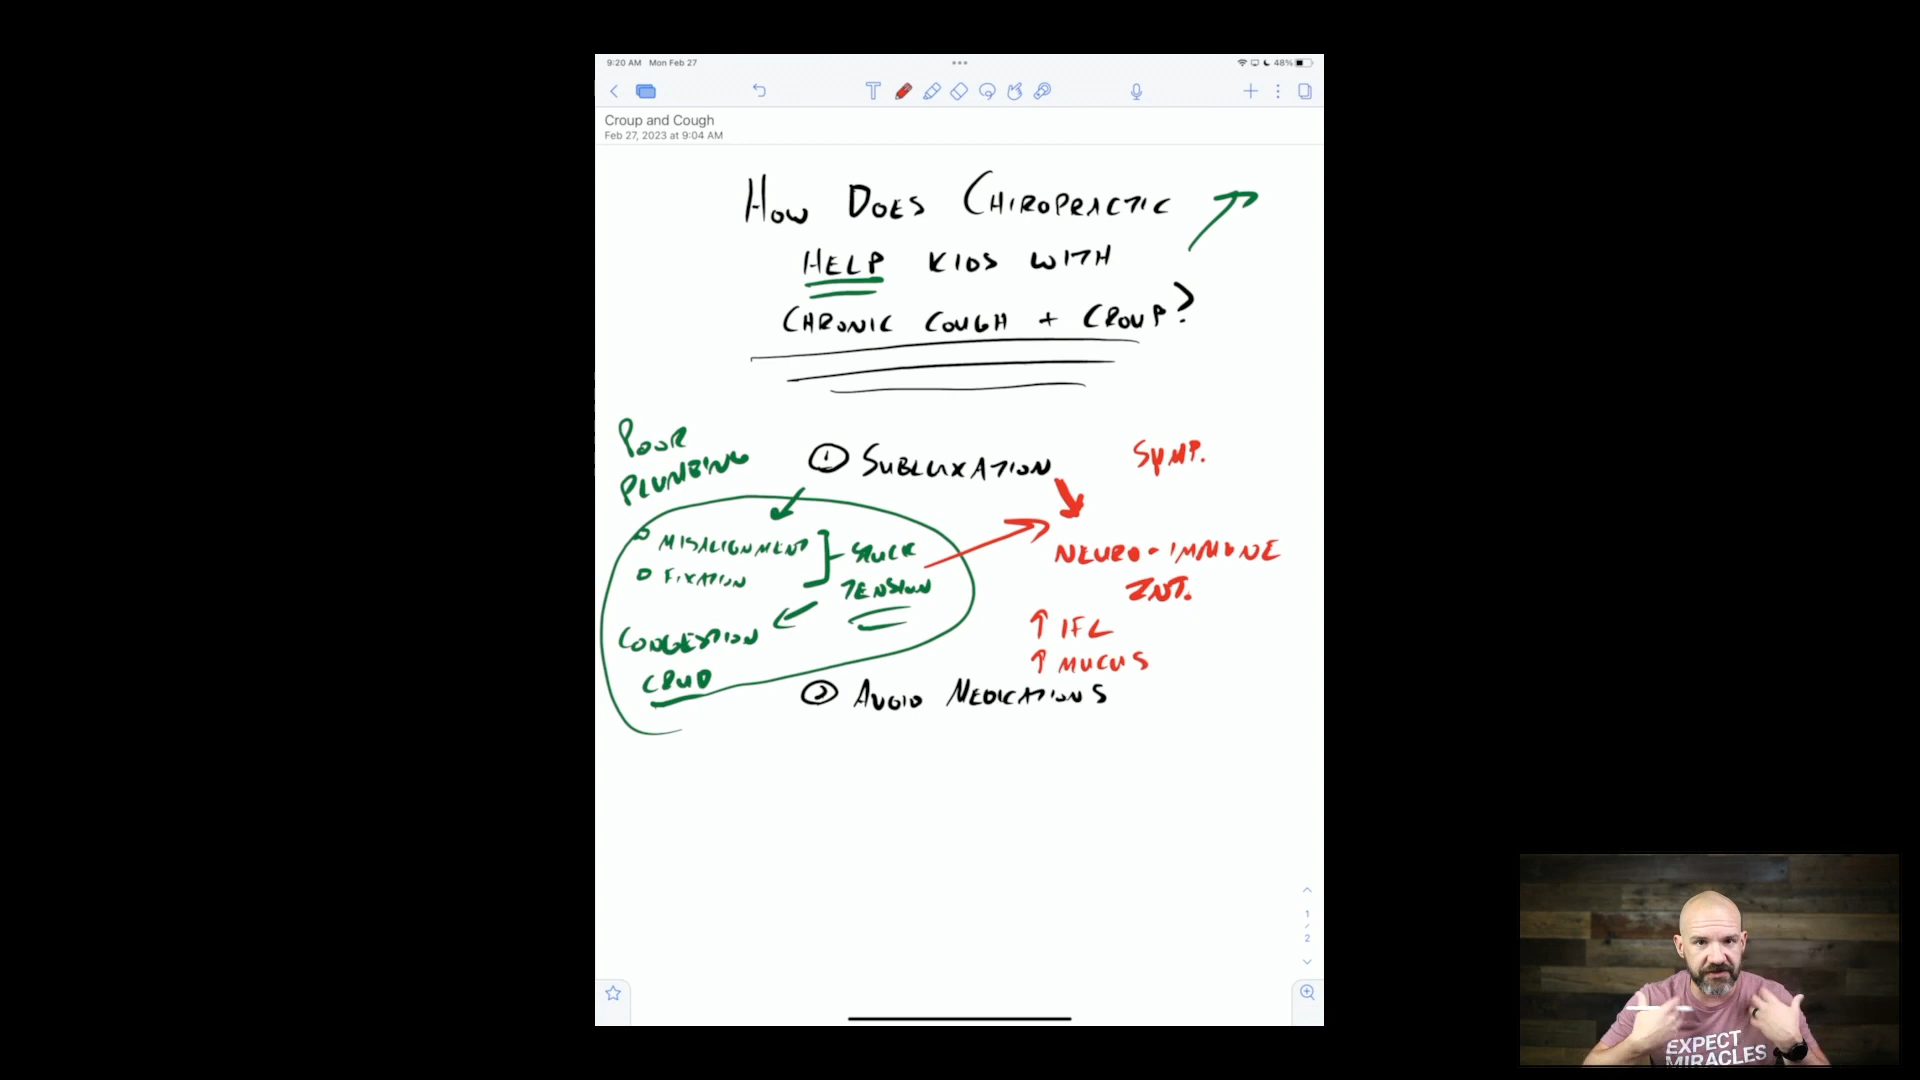 9:20 AM Mon Feb 27
48%
Croup and Cough
Feb 27, 2023 at 9:04 AM
HOW DOES CHIROPRACTIC
HELP KIDS WITH
CHRONIC COUGH + CROUP?
POOR
PLUMBING
① SUBLUXATION
SYMP.
MISALIGNMENT
FIXATION
STUCK
TENSION
NEURO-IMMUNE
INT.
CONGESTION
CRUD
↑ IFL
↑ MUCUS
② AVOID MEDICATIONS
1
/
2
EXPECT
MIRACLES